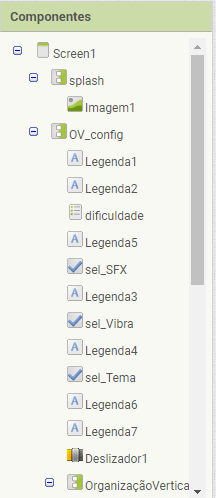 Componentes
Screen1
splash
Imagem1
OV_config
Legenda1
Legenda2
dificuldade
Legenda5
sel_SFX
Legenda3
sel_Vibra
Legenda4
sel_Tema
Legenda6
Legenda7
Deslizador1
OrganizaçãoVertica